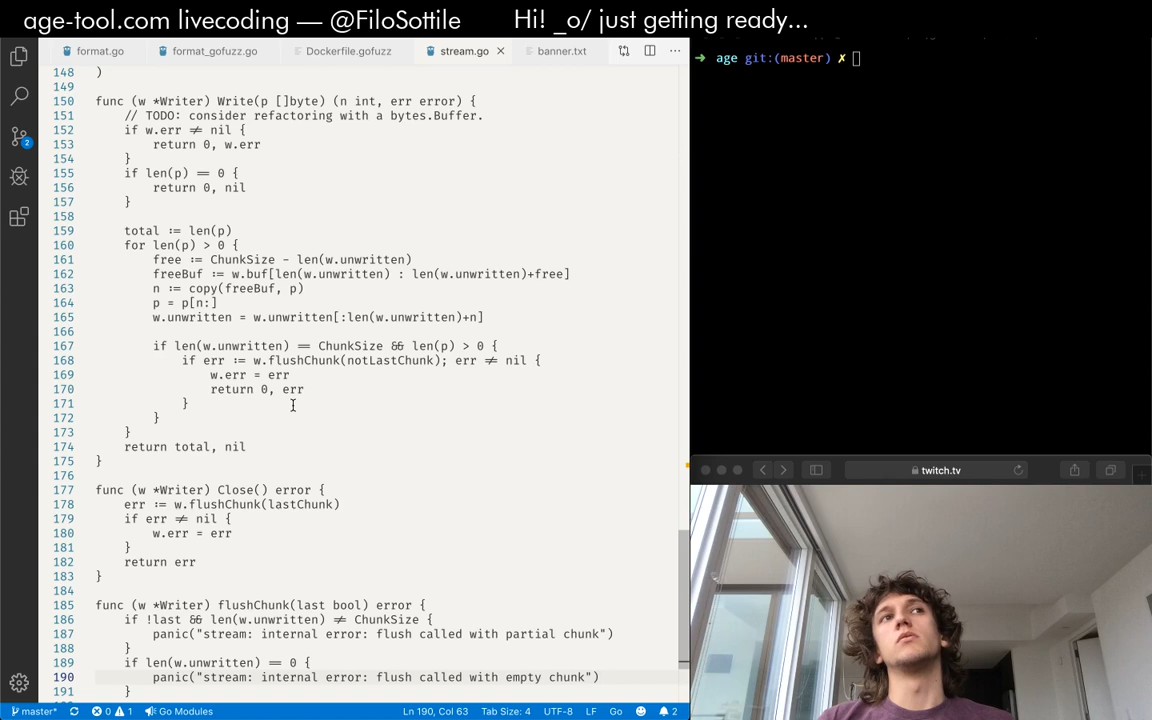 age-tool.com livecoding — @FiloSottile Hi! _o/ just getting ready...
format.go format_gofuzz.go Dockerfile.gofuzz stream.go banner.txt
➜ age git:(master) ✗
148 )
149
150 func (w *Writer) Write(p []byte) (n int, err error) {
151 // TODO: consider refactoring with a bytes.Buffer.
152 if w.err ≠ nil {
153 return 0, w.err
154 }
155 if len(p) == 0 {
156 return 0, nil
157 }
158
159 total := len(p)
160 for len(p) > 0 {
161 free := ChunkSize - len(w.unwritten)
162 freeBuf := w.buf[len(w.unwritten) : len(w.unwritten)+free]
163 n := copy(freeBuf, p)
164 p = p[n:]
165 w.unwritten = w.unwritten[:len(w.unwritten)+n]
166
167 if len(w.unwritten) == ChunkSize && len(p) > 0 {
168 if err := w.flushChunk(notLastChunk); err ≠ nil {
169 w.err = err
170 return 0, err
171 }
172 }
173 }
174 return total, nil
175 }
176
177 func (w *Writer) Close() error {
178 err := w.flushChunk(lastChunk)
179 if err ≠ nil {
180 w.err = err
181 }
182 return err
183 }
184
185 func (w *Writer) flushChunk(last bool) error {
186 if !last && len(w.unwritten) ≠ ChunkSize {
187 panic("stream: internal error: flush called with partial chunk")
188 }
189 if len(w.unwritten) == 0 {
190 panic("stream: internal error: flush called with empty chunk")
191 }
twitch.tv
2
master* 0 1 Go Modules Ln 190, Col 63 Tab Size: 4 UTF-8 LF Go 2